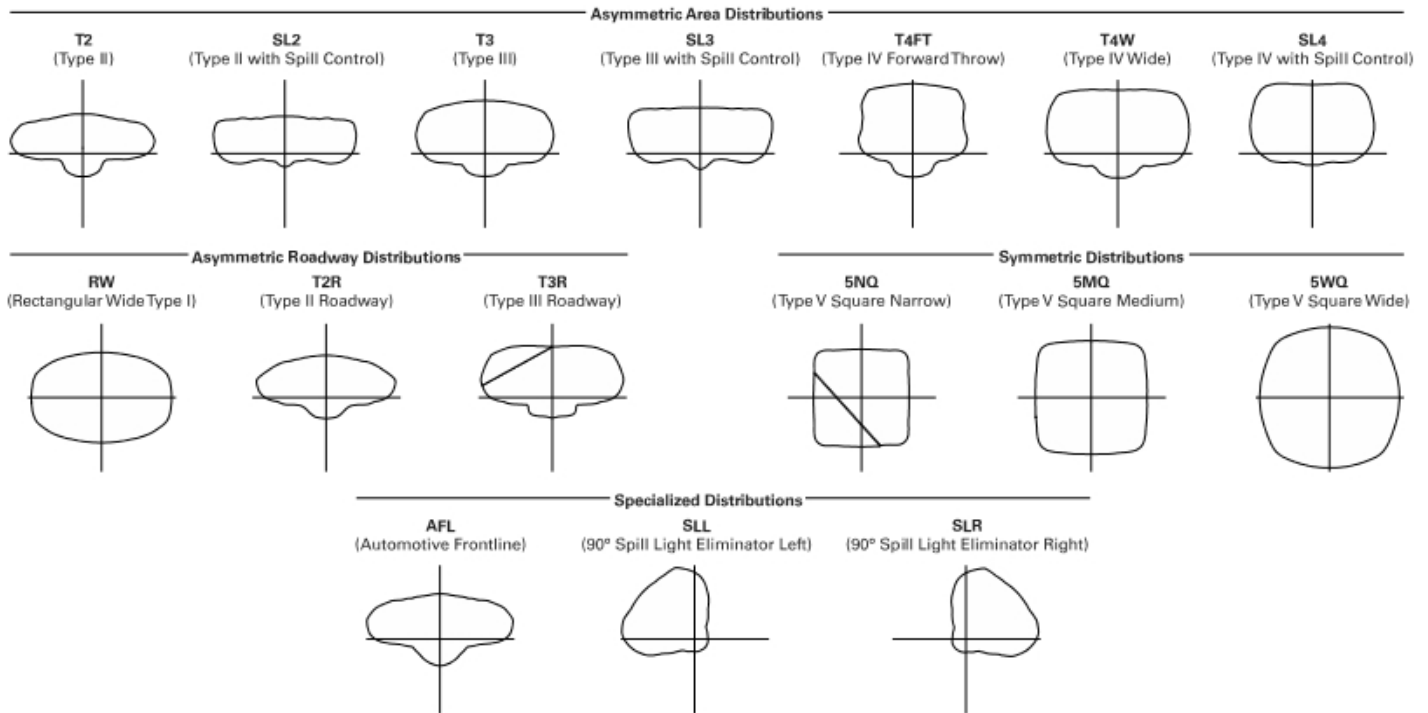 Asymmetric Area Distributions
T2 SL2 T3 SL3 T4FT T4W SL4
(Type II) (Type II with Spill Control) (Type III) (Type III with Spill Control) (Type IV Forward Throw) (Type IV Wide) (Type IV with Spill Control)
Asymmetric Roadway Distributions Symmetric Distributions
RW T2R T3R 5NQ 5MQ 5WQ
(Rectangular Wide Type I) (Type II Roadway) (Type III Roadway) (Type V Square Narrow) (Type V Square Medium) (Type V Square Wide)
Specialized Distributions
AFL SLL SLR
(Automotive Frontline) (90° Spill Light Eliminator Left) (90° Spill Light Eliminator Right)